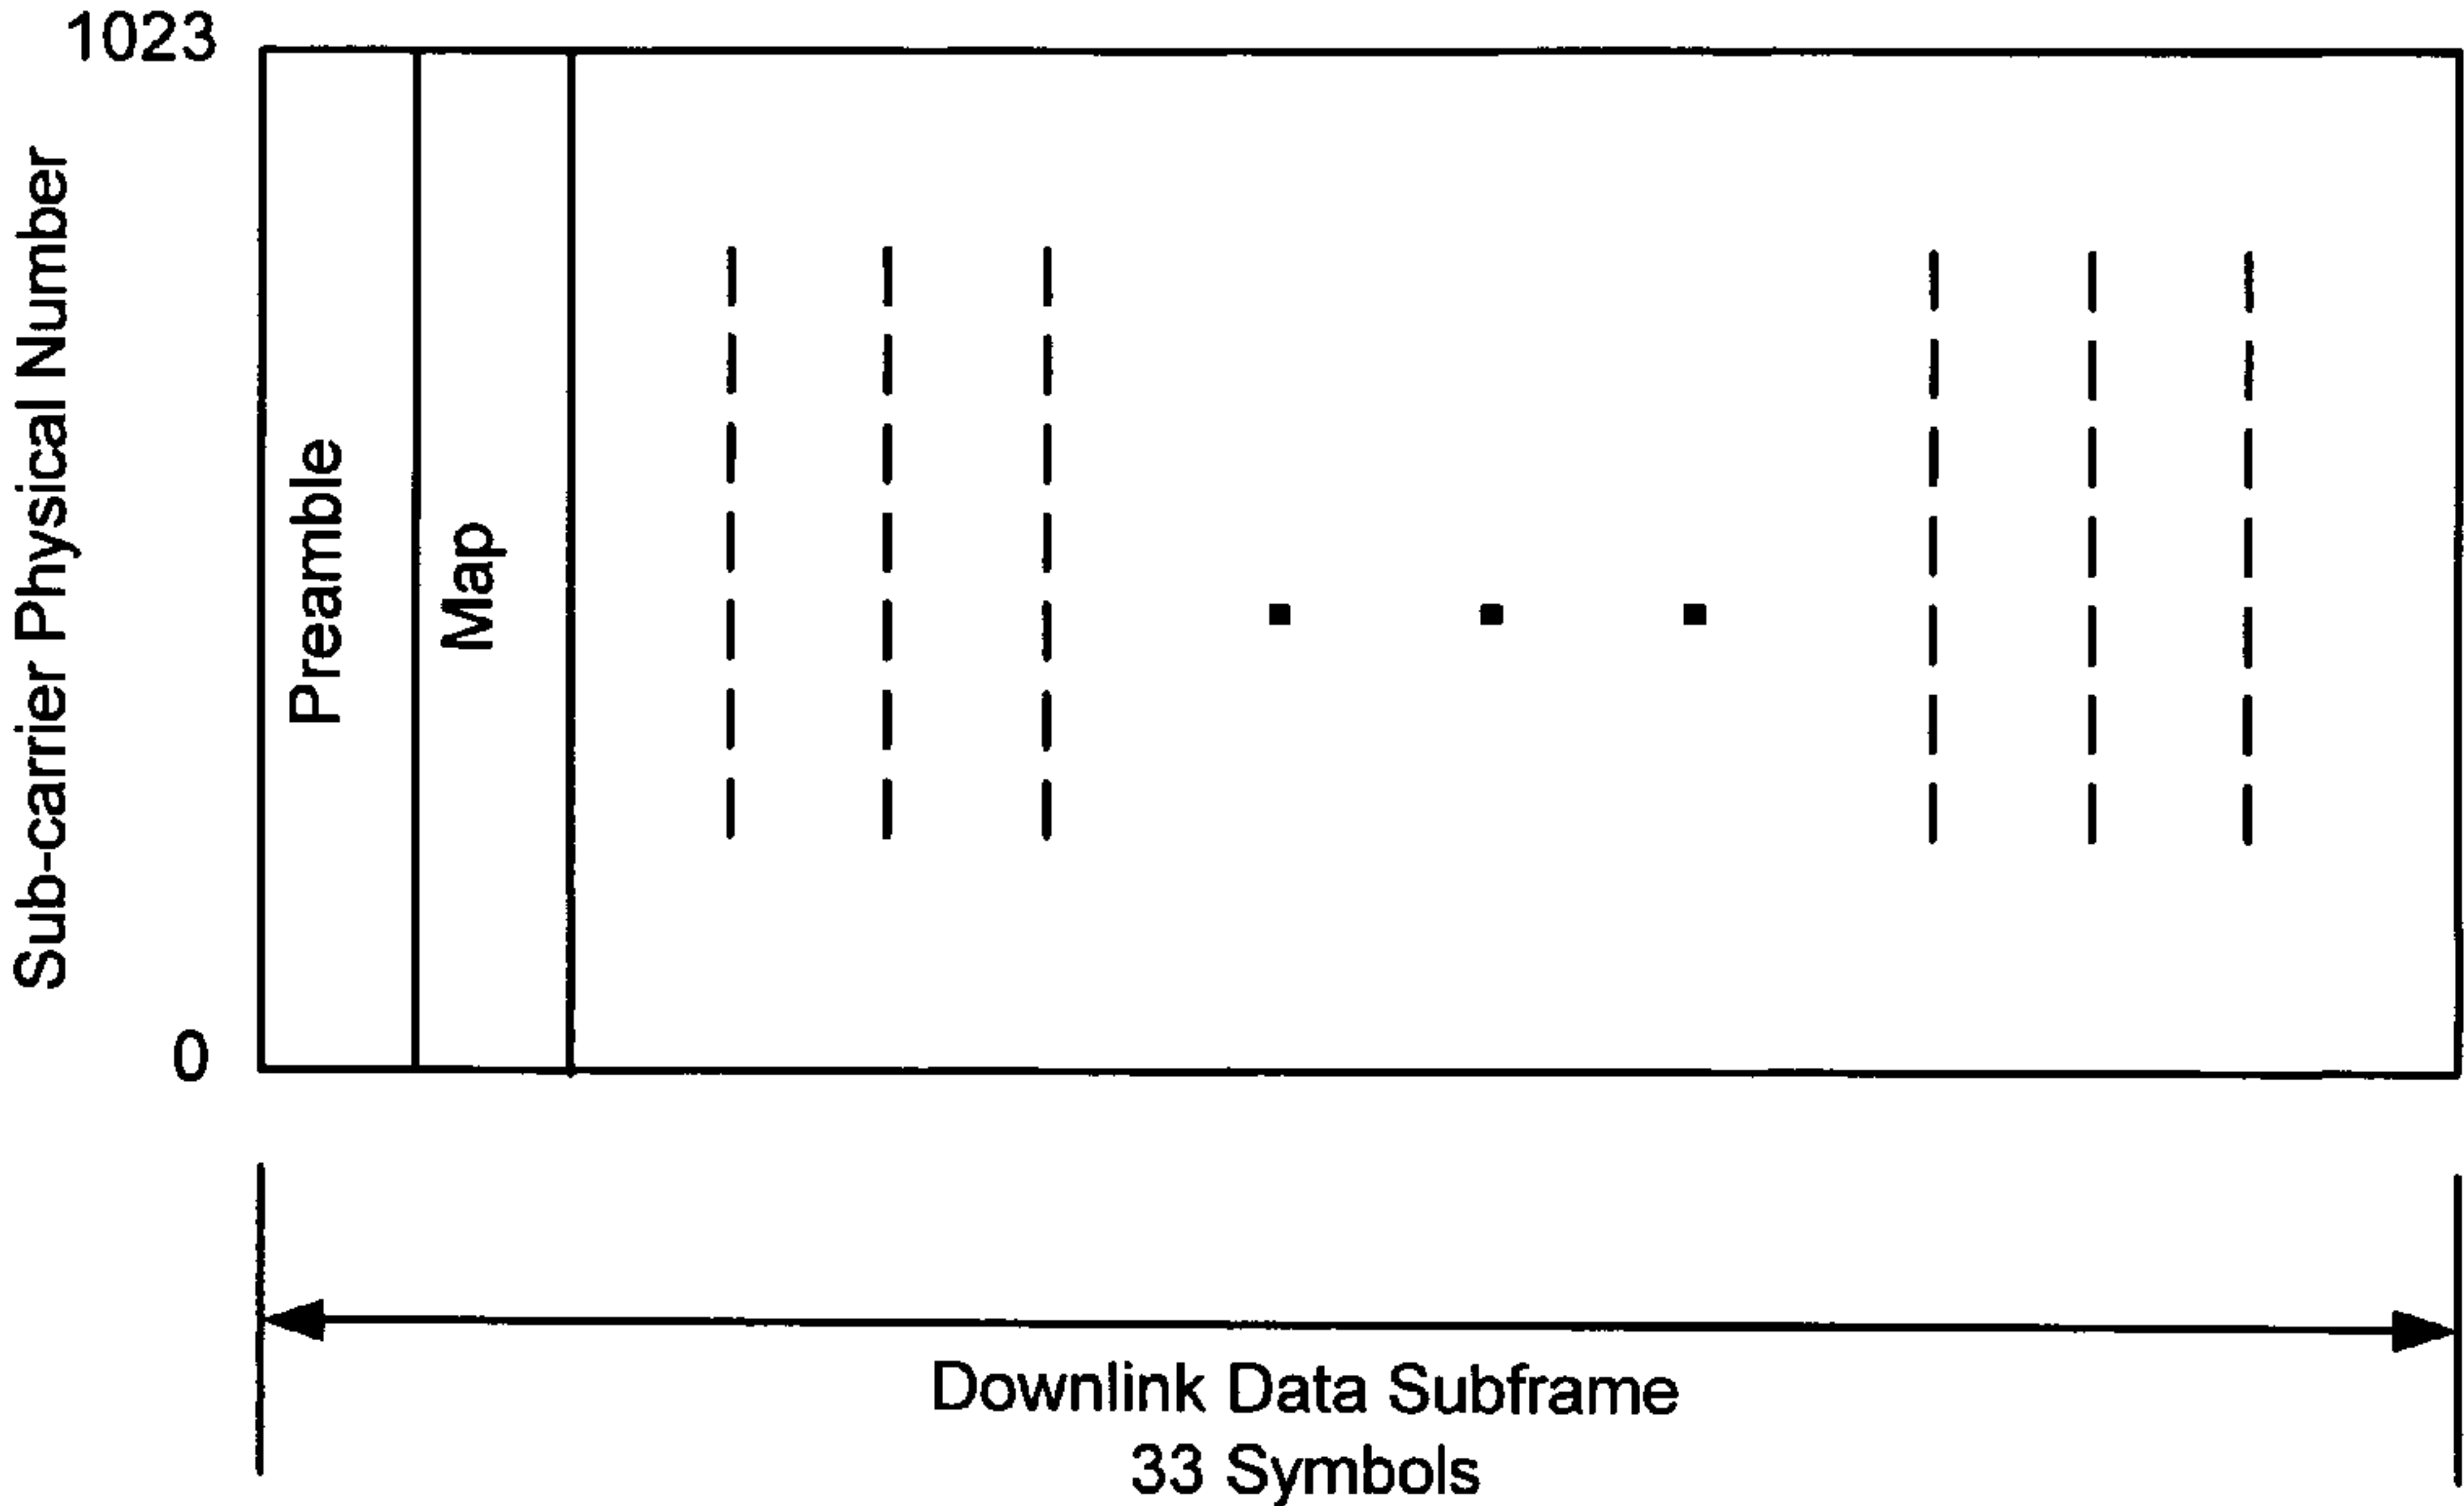 1023
Sub-carrier Physical Number
Preamble
Map
0
Downlink Data Subframe
33 Symbols